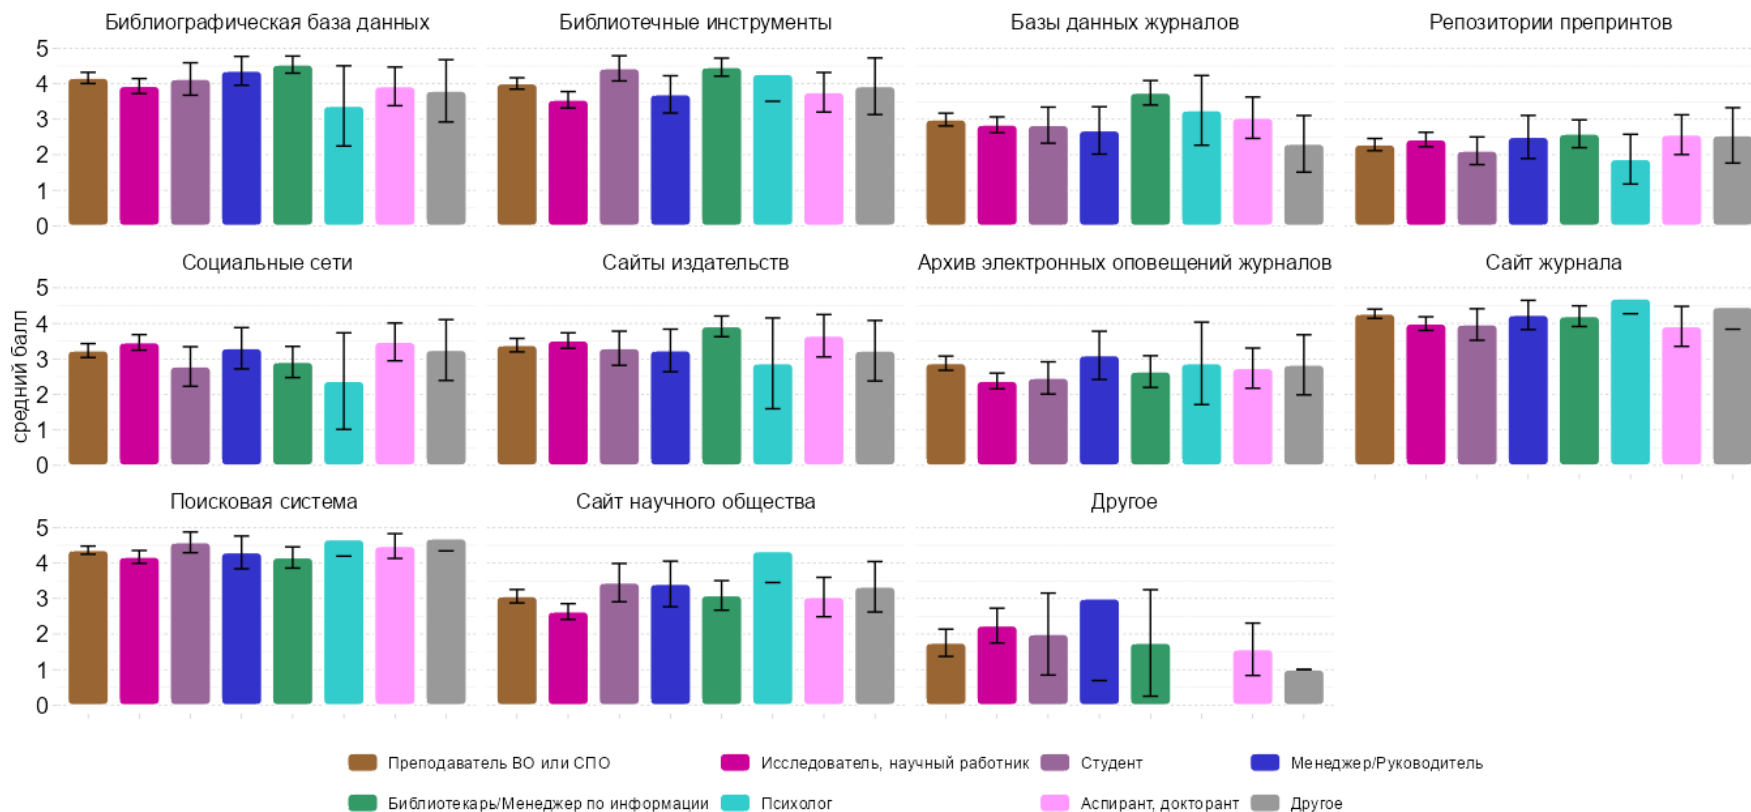 Библиографическая база данных
Библиотечные инструменты
Базы данных журналов
Репозитории препринтов
5
4
3
2
1
0
Социальные сети
Сайты издательств
Архив электронных оповещений журналов
Сайт журнала
средний балл
5
4
3
2
1
0
Поисковая система
Сайт научного общества
Другое
5
4
3
2
1
0
Преподаватель ВО или СПО
Исследователь, научный работник
Студент
Менеджер/Руководитель
Библиотекарь/Менеджер по информации
Психолог
Аспирант, докторант
Другое